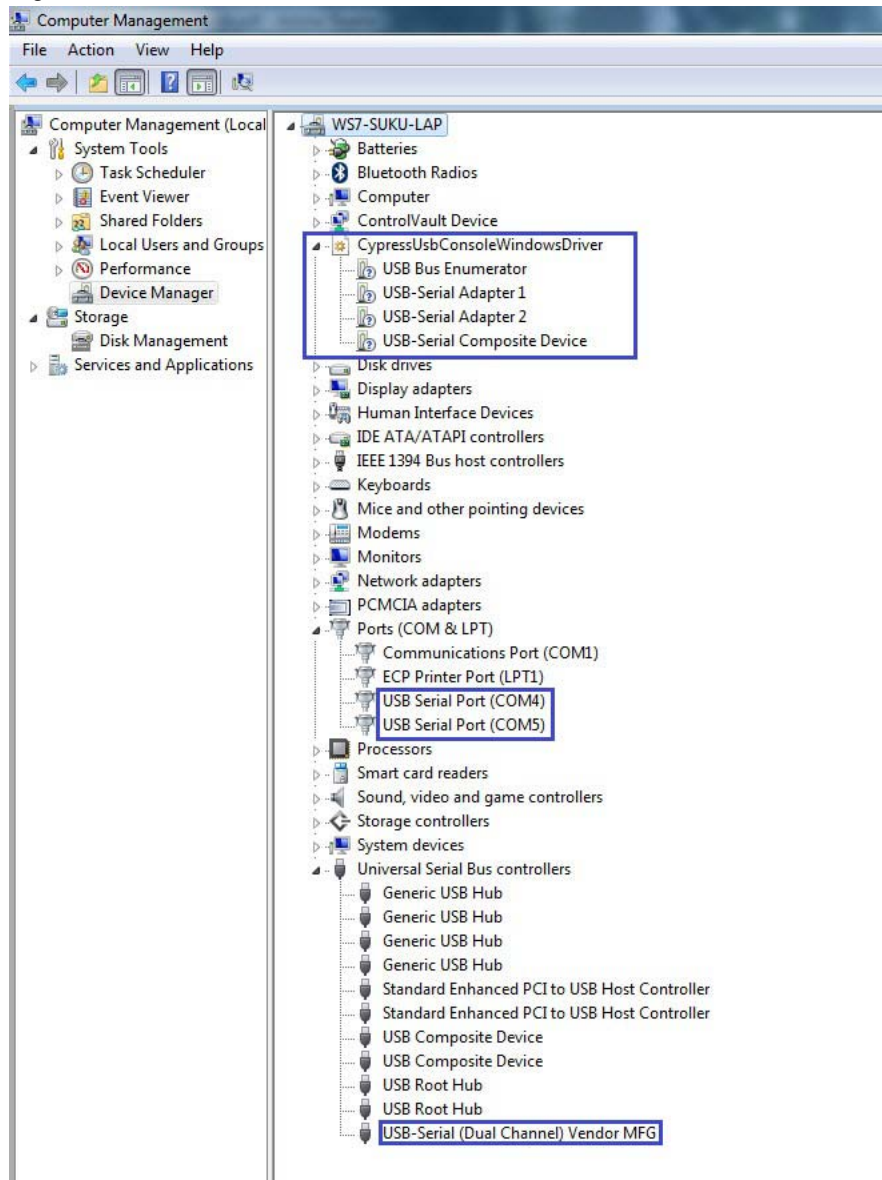 Computer Management
File Action View Help
Computer Management (Local
System Tools
Task Scheduler
Event Viewer
Shared Folders
Local Users and Groups
Performance
Device Manager
Storage
Disk Management
Services and Applications
WS7-SUKU-LAP
Batteries
Bluetooth Radios
Computer
ControlVault Device
CypressUsbConsoleWindowsDriver
USB Bus Enumerator
USB-Serial Adapter 1
USB-Serial Adapter 2
USB-Serial Composite Device
Disk drives
Display adapters
Human Interface Devices
IDE ATA/ATAPI controllers
IEEE 1394 Bus host controllers
Keyboards
Mice and other pointing devices
Modems
Monitors
Network adapters
PCMCIA adapters
Ports (COM & LPT)
Communications Port (COM1)
ECP Printer Port (LPT1)
USB Serial Port (COM4)
USB Serial Port (COM5)
Processors
Smart card readers
Sound, video and game controllers
Storage controllers
System devices
Universal Serial Bus controllers
Generic USB Hub
Generic USB Hub
Generic USB Hub
Generic USB Hub
Standard Enhanced PCI to USB Host Controller
Standard Enhanced PCI to USB Host Controller
USB Composite Device
USB Composite Device
USB Root Hub
USB Root Hub
USB-Serial (Dual Channel) Vendor MFG